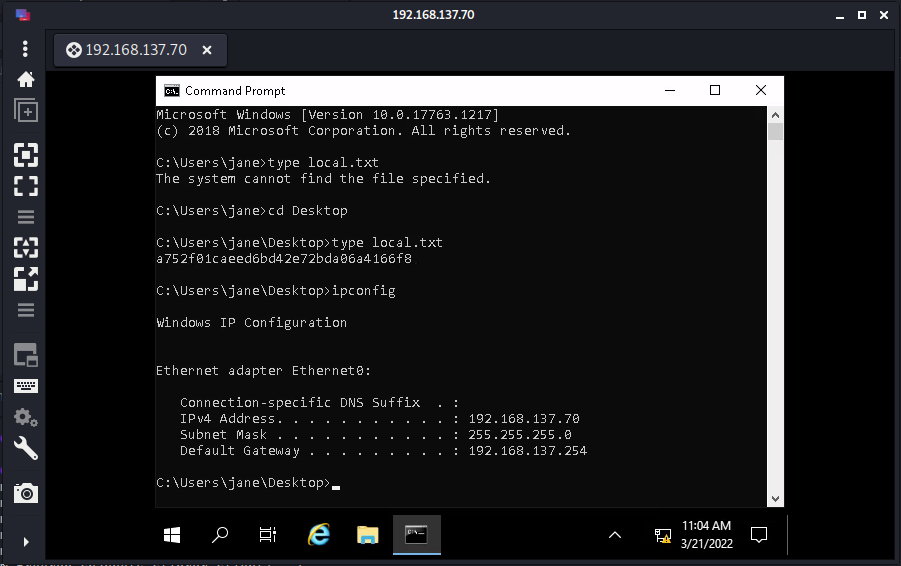 192.168.137.70
192.168.137.70
Command Prompt
Microsoft Windows [Version 10.0.17763.1217]
(c) 2018 Microsoft Corporation. All rights reserved.
C:\Users\jane>type local.txt
The system cannot find the file specified.
C:\Users\jane>cd Desktop
C:\Users\jane\Desktop>type local.txt
a752f01caeed6bd42e72bda06a4166f8
C:\Users\jane\Desktop>ipconfig
Windows IP Configuration
Ethernet adapter Ethernet0:
Connection-specific DNS Suffix  . :
IPv4 Address. . . . . . . . . . . : 192.168.137.70
Subnet Mask . . . . . . . . . . . : 255.255.255.0
Default Gateway . . . . . . . . . : 192.168.137.254
C:\Users\jane\Desktop>
11:04 AM
3/21/2022